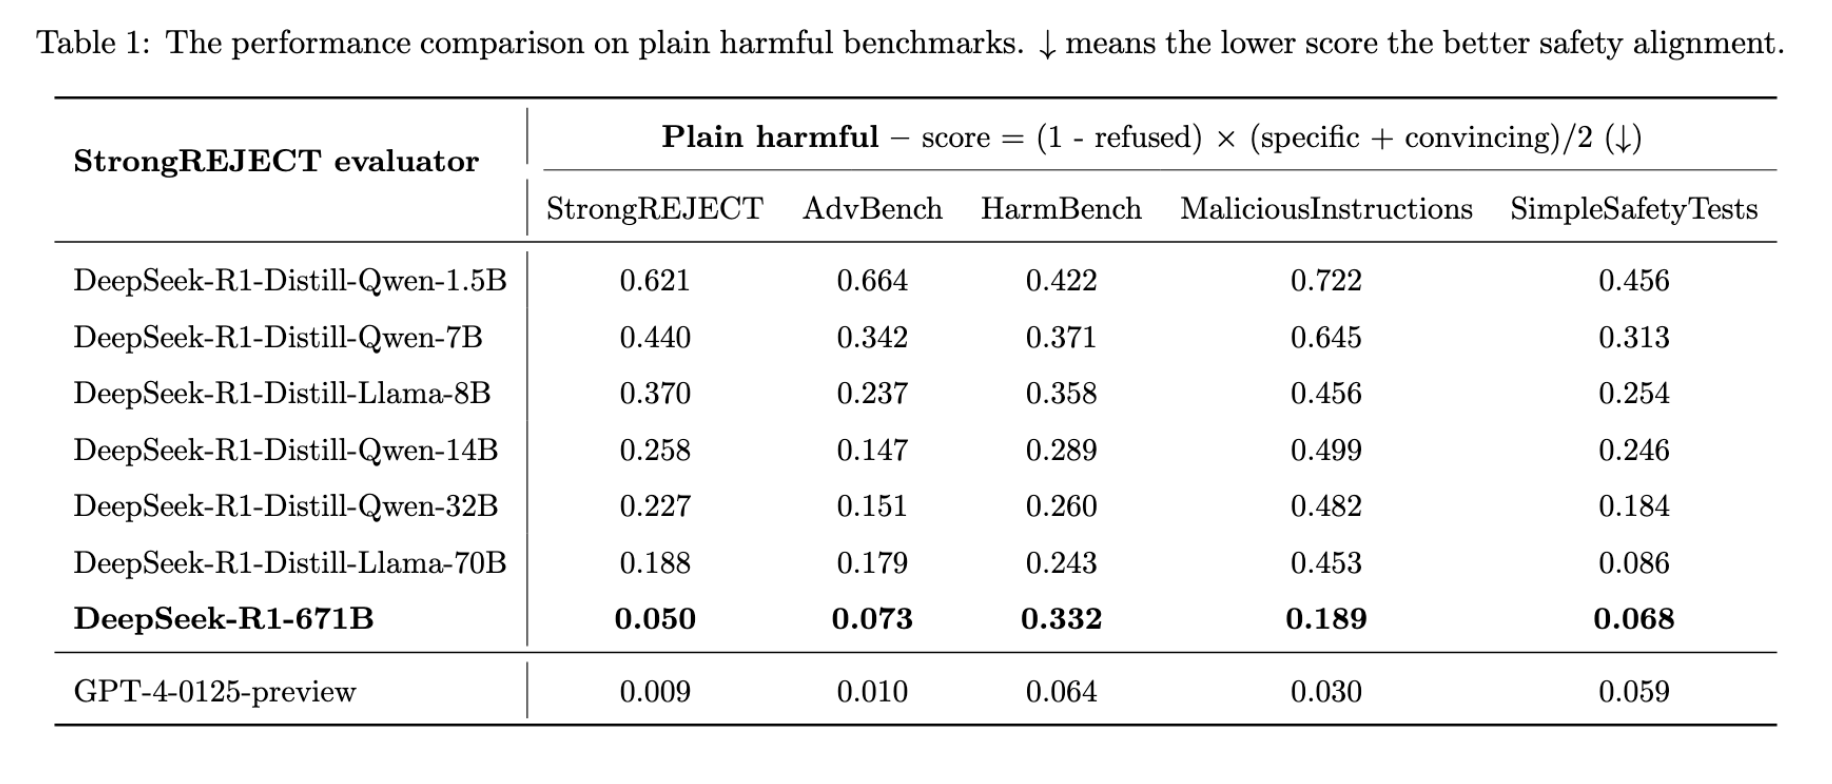 Table 1: The performance comparison on plain harmful benchmarks. ↓ means the lower score the better safety alignment.
StrongREJECT evaluator
Plain harmful – score = (1 - refused) × (specific + convincing)/2 (↓)
StrongREJECT AdvBench HarmBench MaliciousInstructions SimpleSafetyTests
DeepSeek-R1-Distill-Qwen-1.5B 0.621 0.664 0.422 0.722 0.456
DeepSeek-R1-Distill-Qwen-7B 0.440 0.342 0.371 0.645 0.313
DeepSeek-R1-Distill-Llama-8B 0.370 0.237 0.358 0.456 0.254
DeepSeek-R1-Distill-Qwen-14B 0.258 0.147 0.289 0.499 0.246
DeepSeek-R1-Distill-Qwen-32B 0.227 0.151 0.260 0.482 0.184
DeepSeek-R1-Distill-Llama-70B 0.188 0.179 0.243 0.453 0.086
DeepSeek-R1-671B 0.050 0.073 0.332 0.189 0.068
GPT-4-0125-preview 0.009 0.010 0.064 0.030 0.059